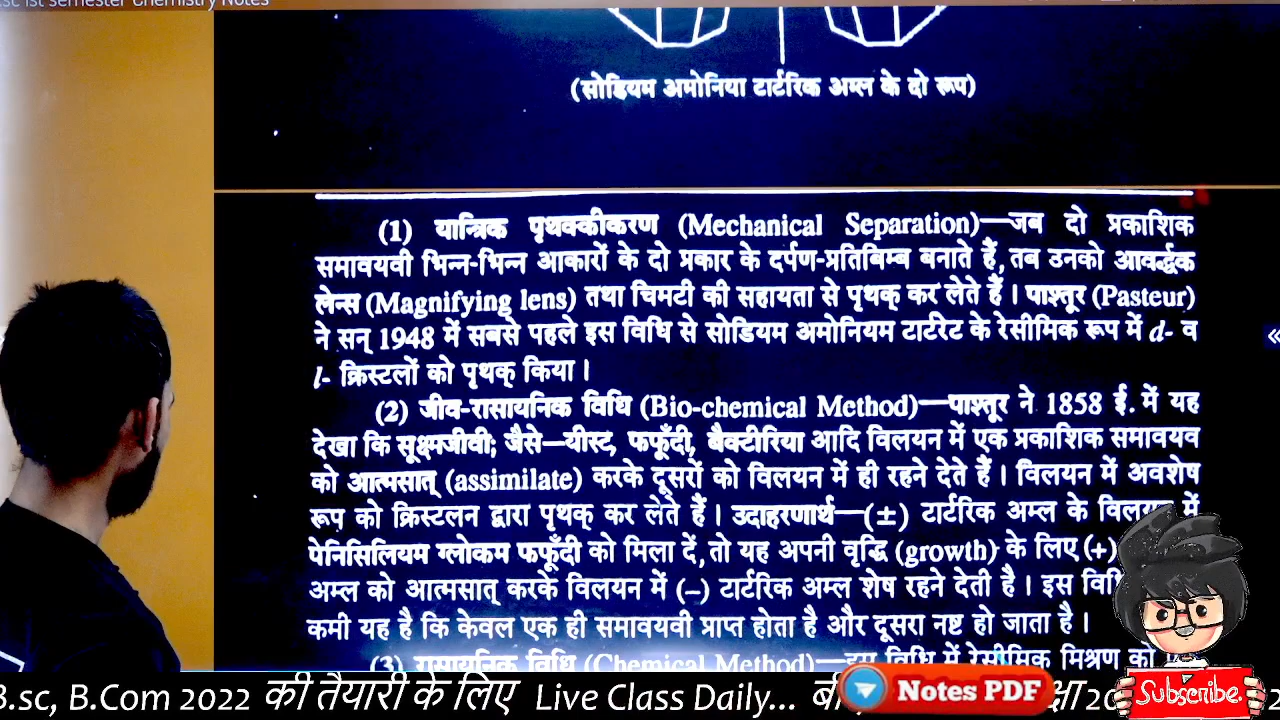 .sc Ist semester Chemistry Notes
(सोडियम अमोनिया टार्टरिक अम्ल के दो रूप)
(1) यान्त्रिक पृथक्कीकरण (Mechanical Separation)—जब दो प्रकाशिक
समावयवी भिन्न-भिन्न आकारों के दो प्रकार के दर्पण-प्रतिबिम्ब बनाते हैं, तब उनको आवर्द्धक
लेन्स (Magnifying lens) तथा चिमटी की सहायता से पृथक् कर लेते हैं । पाश्तूर (Pasteur)
ने सन् 1948 में सबसे पहले इस विधि से सोडियम अमोनियम टार्टरेट के रेसीमिक रूप में d- व
l- क्रिस्टलों को पृथक् किया ।
(2) जीव-रासायनिक विधि (Bio-chemical Method)—पाश्तूर ने 1858 ई. में यह
देखा कि सूक्ष्मजीवी; जैसे—यीस्ट, फफूँदी, बैक्टीरिया आदि विलयन में एक प्रकाशिक समावयव
को आत्मसात् (assimilate) करके दूसरों को विलयन में ही रहने देते हैं । विलयन में अवशेष
रूप को क्रिस्टलन द्वारा पृथक् कर लेते हैं । उदाहरणार्थ—(±) टार्टरिक अम्ल के विलयन में
पेनिसिलियम ग्लोकम फफूँदी को मिला दें, तो यह अपनी वृद्धि (growth) के लिए (+)
अम्ल को आत्मसात् करके विलयन में (–) टार्टरिक अम्ल शेष रहने देती है । इस
कमी यह है कि केवल एक ही समावयवी प्राप्त होता है और दूसरा नष्ट हो जाता है ।
(3) रासायनिक विधि (Chemical Method)—इस विधि में रेसीमिक मिश्रण को
B.sc, B.Com 2022 की तैयारी के लिए Live Class Daily...
Notes PDF
Subscribe.